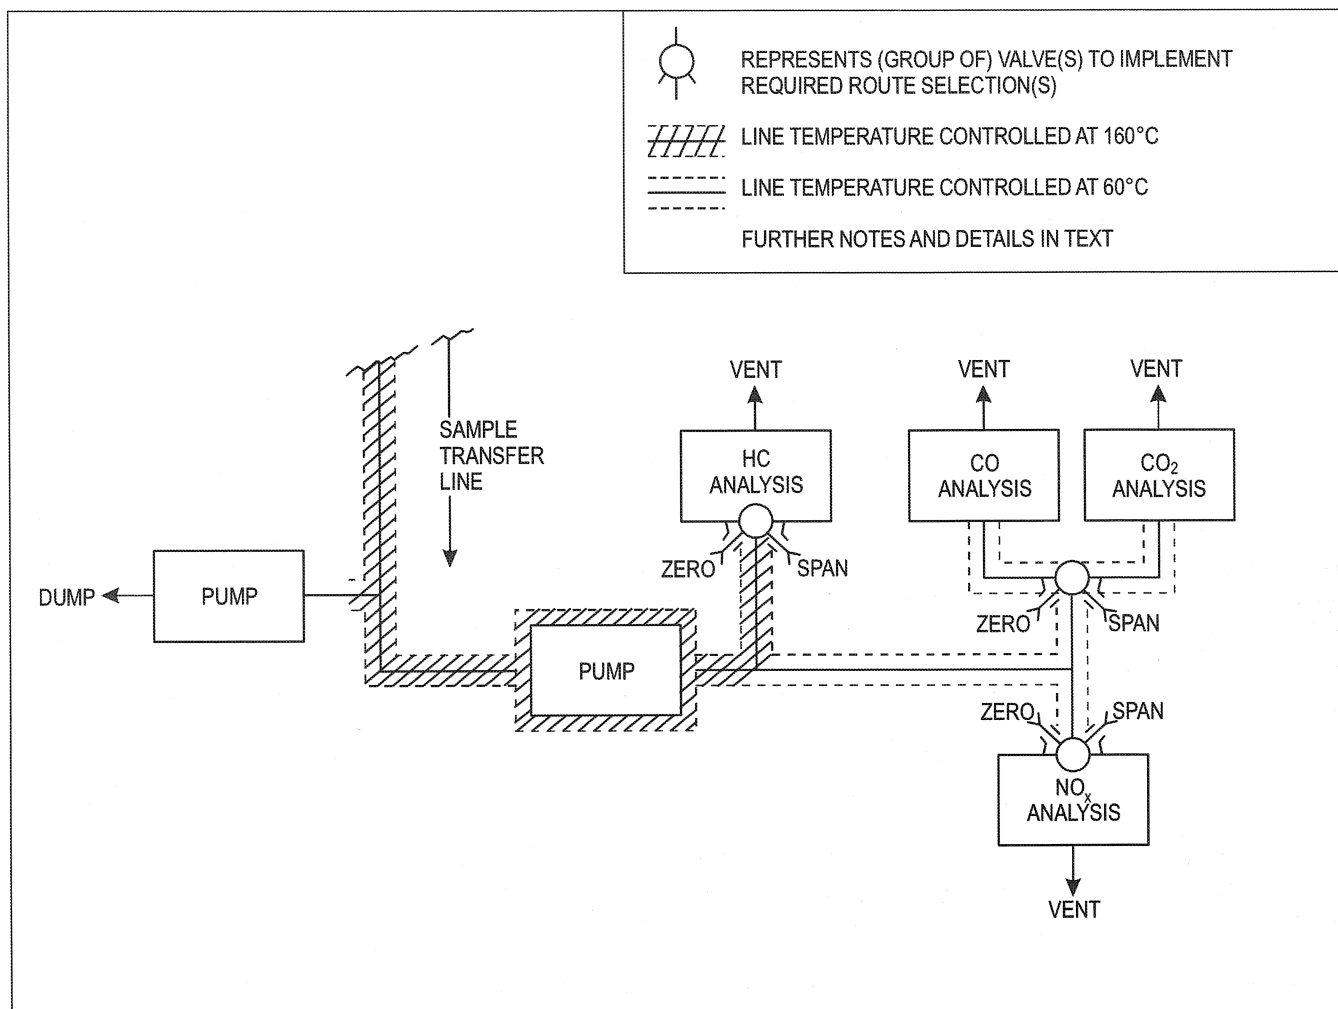 REPRESENTS (GROUP OF) VALVE(S) TO IMPLEMENT
REQUIRED ROUTE SELECTION(S)
LINE TEMPERATURE CONTROLLED AT 160°C
LINE TEMPERATURE CONTROLLED AT 60°C
FURTHER NOTES AND DETAILS IN TEXT
SAMPLE
TRANSFER
LINE
VENT
VENT
VENT
HC
ANALYSIS
CO
ANALYSIS
CO₂
ANALYSIS
ZERO
SPAN
DUMP
PUMP
ZERO
SPAN
PUMP
ZERO
SPAN
NOₓ
ANALYSIS
VENT